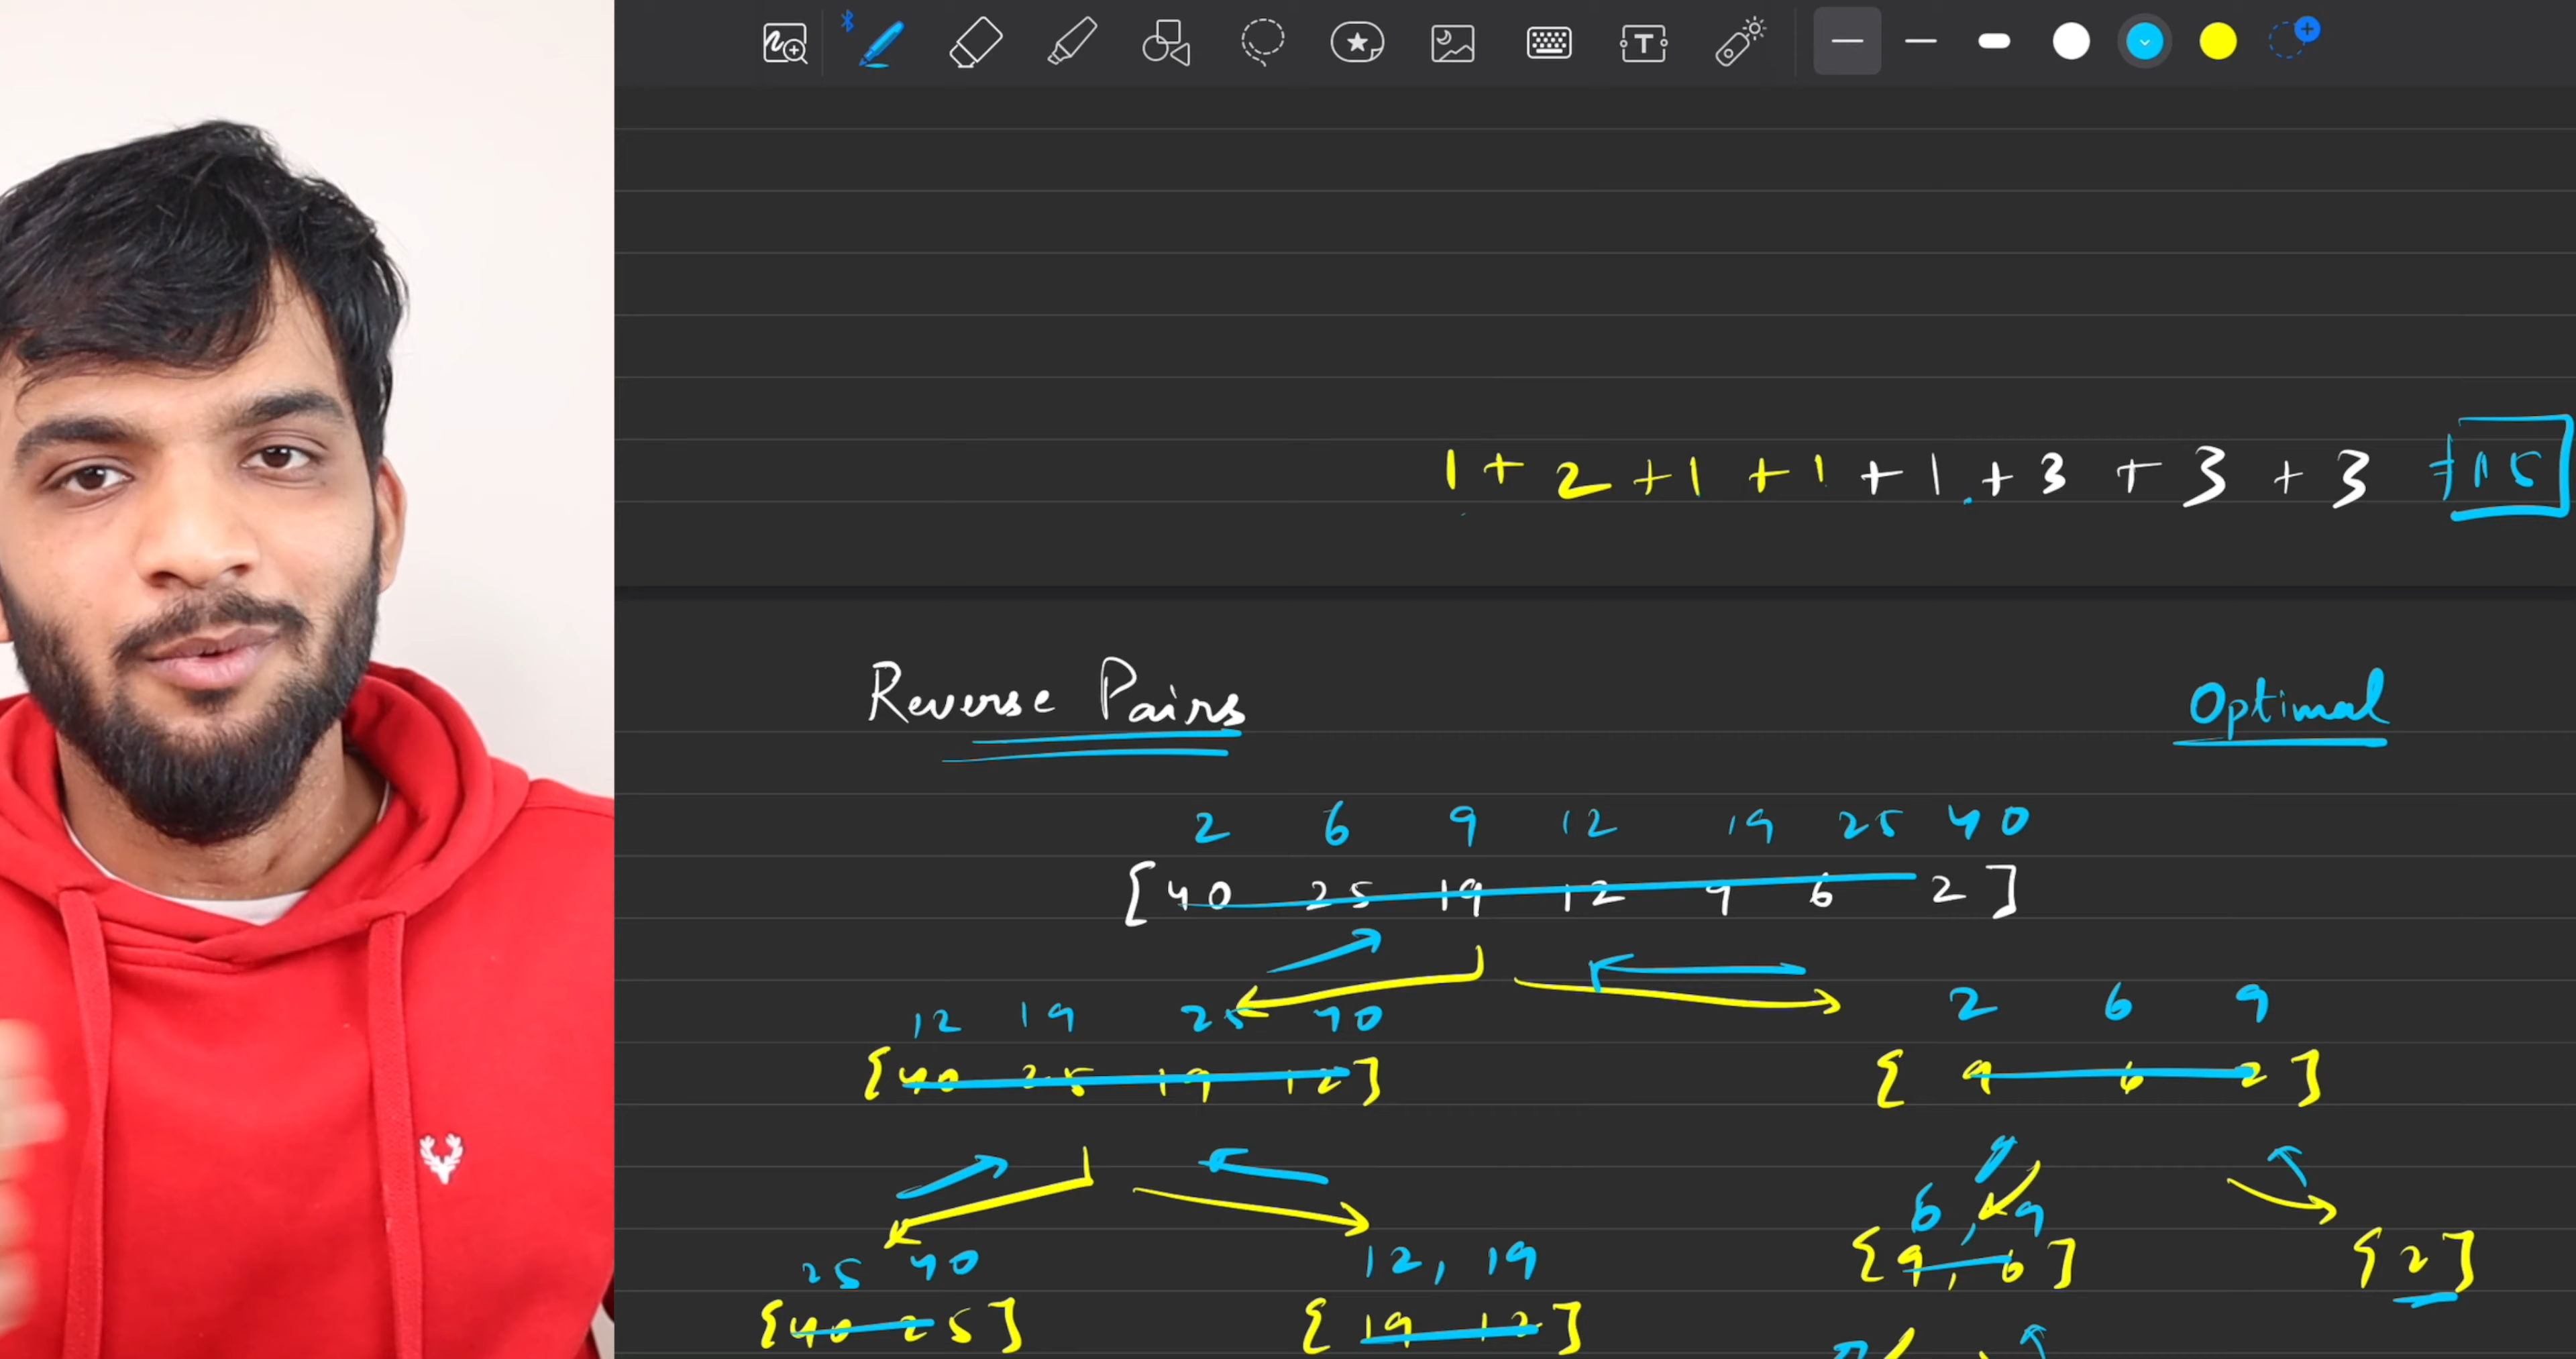 T
1 + 2 + 1 + 1 + 1 + 3 + 3 + 3 = 15
Reverse Pairs
Optimal
2 6 9 12 19 25 40
[40 25 19 12 9 6 2]
12 19 25 40
2 6 9
[40 25 19 12]
[9 6 2]
6, 9
25 40
12, 19
[9, 6]
[2]
[40 25]
[19 12]